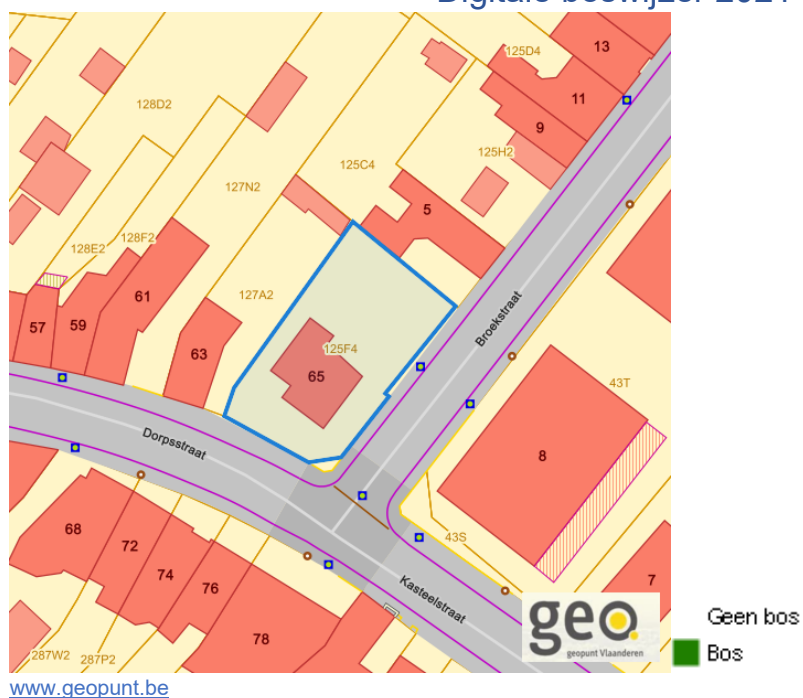 Digitale boswijzer 2021
13
125D4
11
128D2
9
125H2
125C4
127N2
5
128F2
128E2
61
127A2
57
59
Broekstraat
63
125F4
65
43T
Dorpsstraat
8
68
72
43S
74
76
Kasteelstraat
7
78
287W2
287P2
geo.
geopunt Vlaanderen
Geen bos
Bos
www.geopunt.be